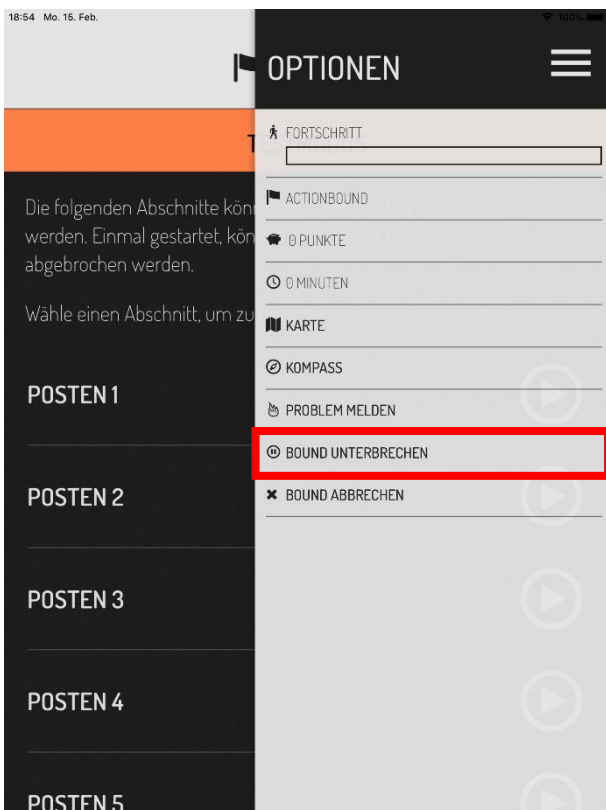 18:54 Mo. 15. Feb.
100%
OPTIONEN
FORTSCHRITT
ACTIONBOUND
0 PUNKTE
0 MINUTEN
KARTE
KOMPASS
PROBLEM MELDEN
BOUND UNTERBRECHEN
BOUND ABBRECHEN
Die folgenden Abschnitte
werden. Einmal gestartet,
abgebrochen werden.
Wähle einen Abschnitt, um zu
POSTEN 1
POSTEN 2
POSTEN 3
POSTEN 4
POSTEN 5